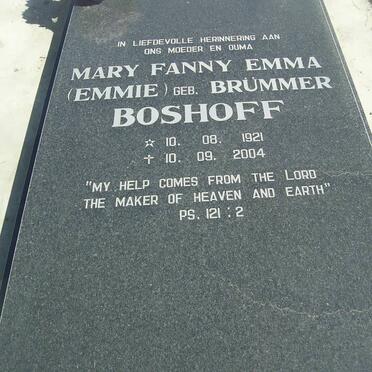 IN LIEFDEVOLLE HERINNERING AAN
ONS MOEDER EN OUMA
MARY FANNY EMMA
(EMMIE) GEB. BRÜMMER
BOSHOFF
☆ 10. 08. 1921
✝ 10. 09. 2004
"MY HELP COMES FROM THE LORD
THE MAKER OF HEAVEN AND EARTH"
PS. 121 : 2